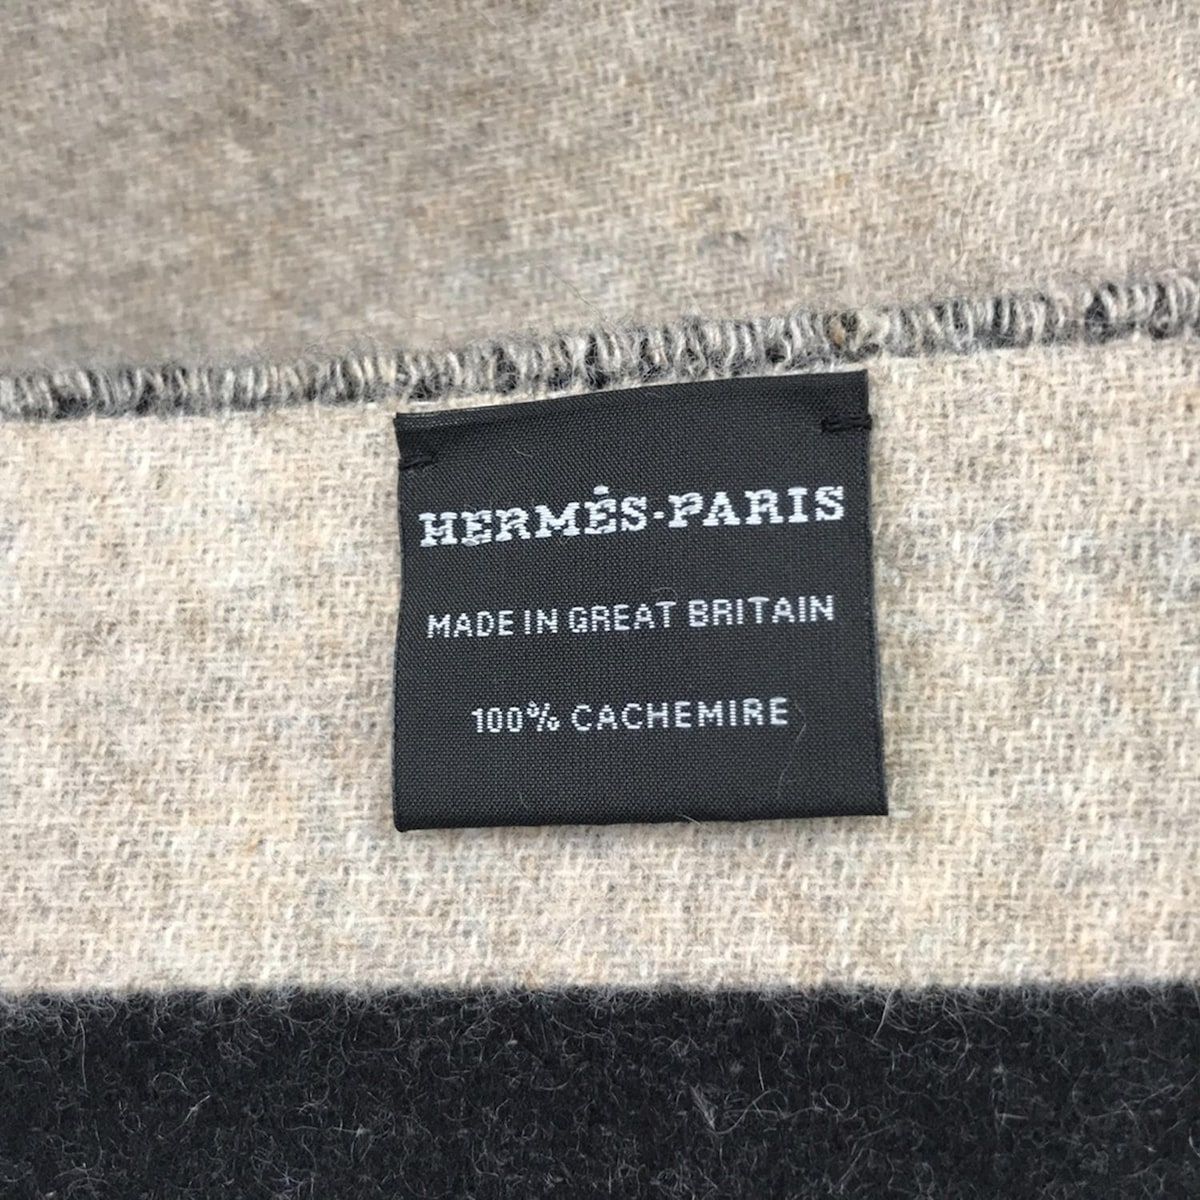 HERMÈS-PARIS
MADE IN GREAT BRITAIN
100% CACHEMIRE